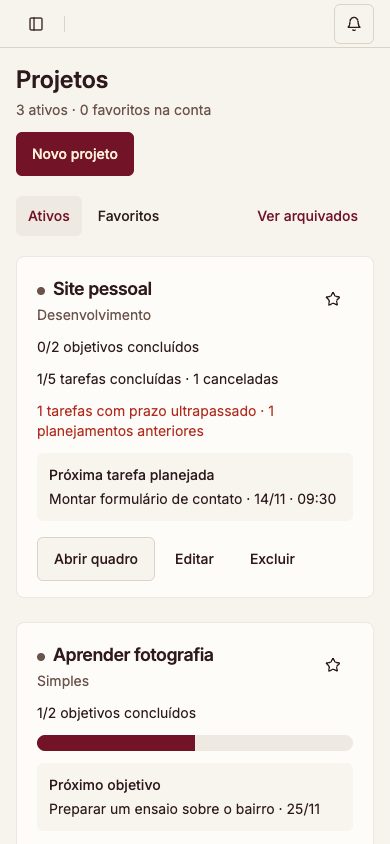 Projetos
3 ativos · 0 favoritos na conta
Novo projeto
Ativos
Favoritos
Ver arquivados
Site pessoal
Desenvolvimento
0/2 objetivos concluídos
1/5 tarefas concluídas · 1 canceladas
1 tarefas com prazo ultrapassado · 1
planejamentos anteriores
Próxima tarefa planejada
Montar formulário de contato · 14/11 · 09:30
Abrir quadro
Editar
Excluir
Aprender fotografia
Simples
1/2 objetivos concluídos
Próximo objetivo
Preparar um ensaio sobre o bairro · 25/11